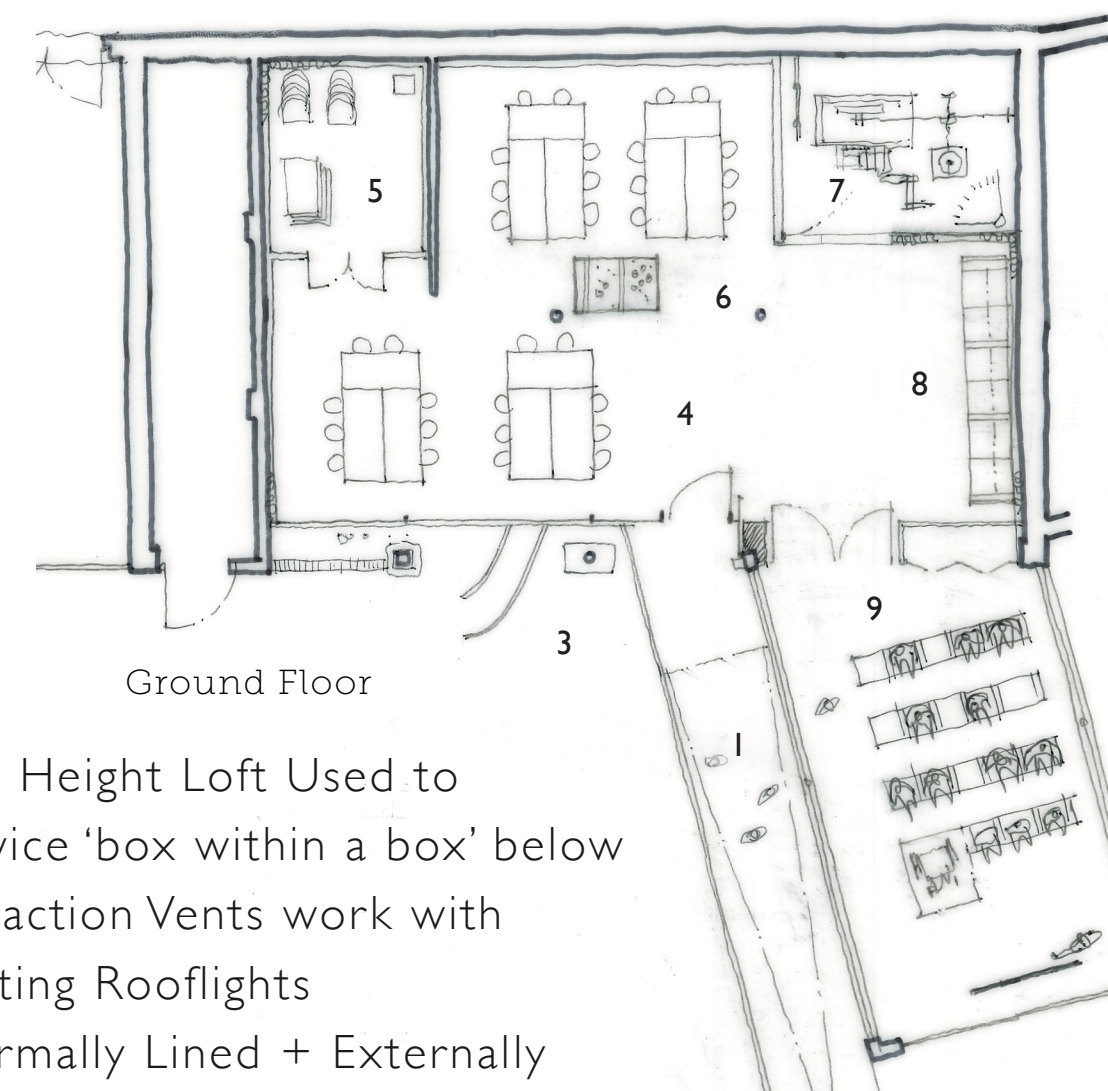 5
7
6
8
4
9
3
Ground Floor
1
Height Loft Used to
vice ‘box within a box’ below
action Vents work with
ting Rooflights
rmally Lined + Externally